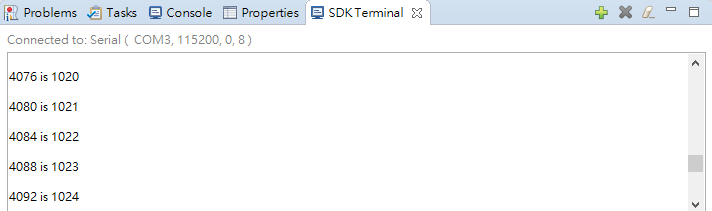 Problems Tasks Console Properties SDK Terminal
Connected to: Serial ( COM3, 115200, 0, 8 )
4076 is 1020
4080 is 1021
4084 is 1022
4088 is 1023
4092 is 1024